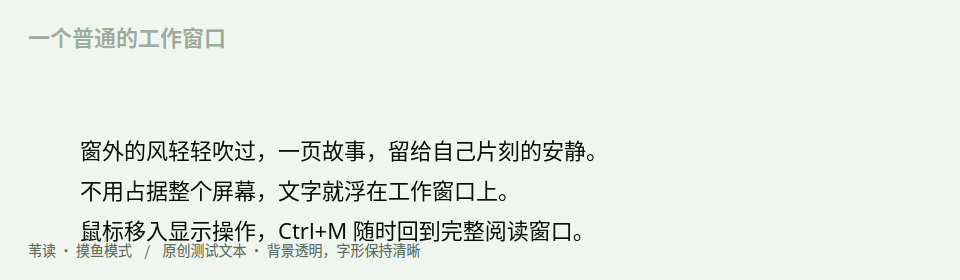 一个普通的工作窗口
窗外的风轻轻吹过，一页故事，留给自己片刻的安静。
不用占据整个屏幕，文字就浮在工作窗口上。
鼠标移入显示操作，Ctrl+M 随时回到完整阅读窗口。
苇读 · 摸鱼模式 / 原创测试文本 · 背景透明，字形保持清晰